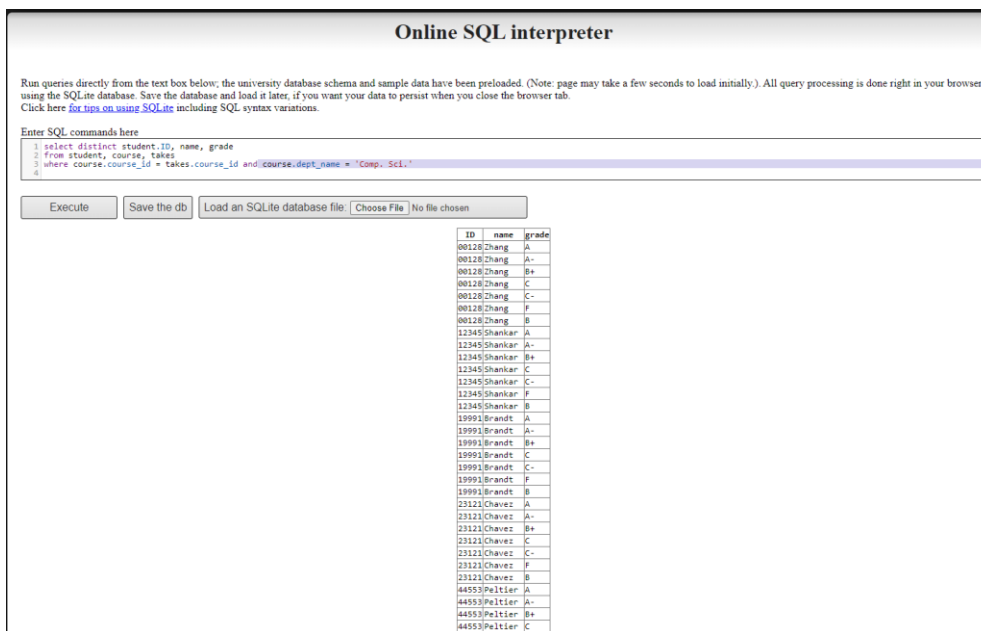 Online SQL interpreter
Run queries directly from the text box below; the university database schema and sample data have been preloaded. (Note: page may take a few seconds to load initially.). All query processing is done right in your browser
using the SQLite database. Save the database and load it later, if you want your data to persist when you close the browser tab.
Click here for tips on using SQLite including SQL syntax variations.
Enter SQL commands here
1 select distinct student.ID, name, grade
2 from student, course, takes
3 where course.course_id = takes.course_id and course.dept_name = 'Comp. Sci.'
4
Execute Save the db Load an SQLite database file: Choose File No file chosen
ID name grade
00128 Zhang A
00128 Zhang A-
00128 Zhang B+
00128 Zhang C
00128 Zhang C-
00128 Zhang F
00128 Zhang B
12345 Shankar A
12345 Shankar A-
12345 Shankar B+
12345 Shankar C
12345 Shankar C-
12345 Shankar F
12345 Shankar B
19991 Brandt A
19991 Brandt A-
19991 Brandt B+
19991 Brandt C
19991 Brandt C-
19991 Brandt F
19991 Brandt B
23121 Chavez A
23121 Chavez A-
23121 Chavez B+
23121 Chavez C
23121 Chavez C-
23121 Chavez F
23121 Chavez B
44553 Peltier A
44553 Peltier A-
44553 Peltier B+
44553 Peltier C